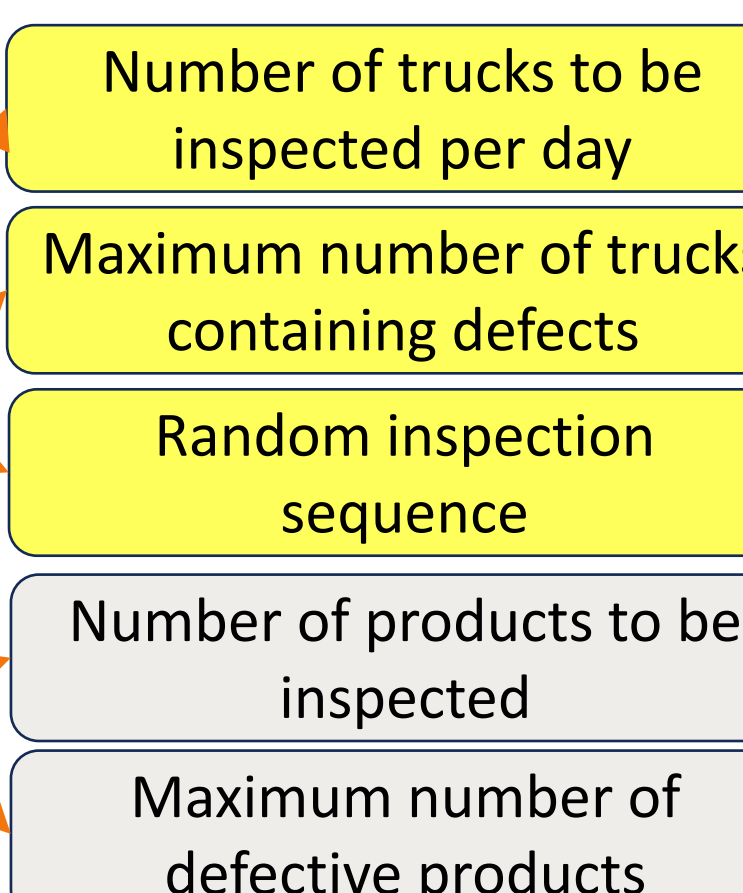 Number of trucks to be
inspected per day
Maximum number of trucks
containing defects
Random inspection
sequence
Number of products to be
inspected
Maximum number of
defective products